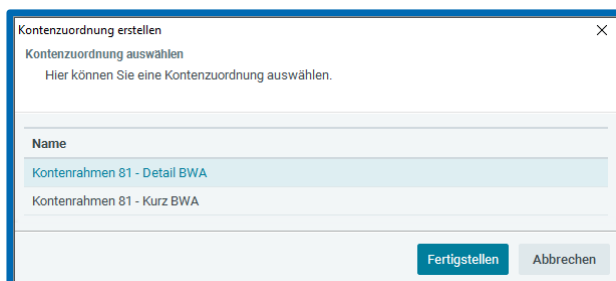 Kontenzuordnung erstellen
Kontenzuordnung auswählen
Hier können Sie eine Kontenzuordnung auswählen.
Name
Kontenrahmen 81 - Detail BWA
Kontenrahmen 81 - Kurz BWA
Fertigstellen Abbrechen